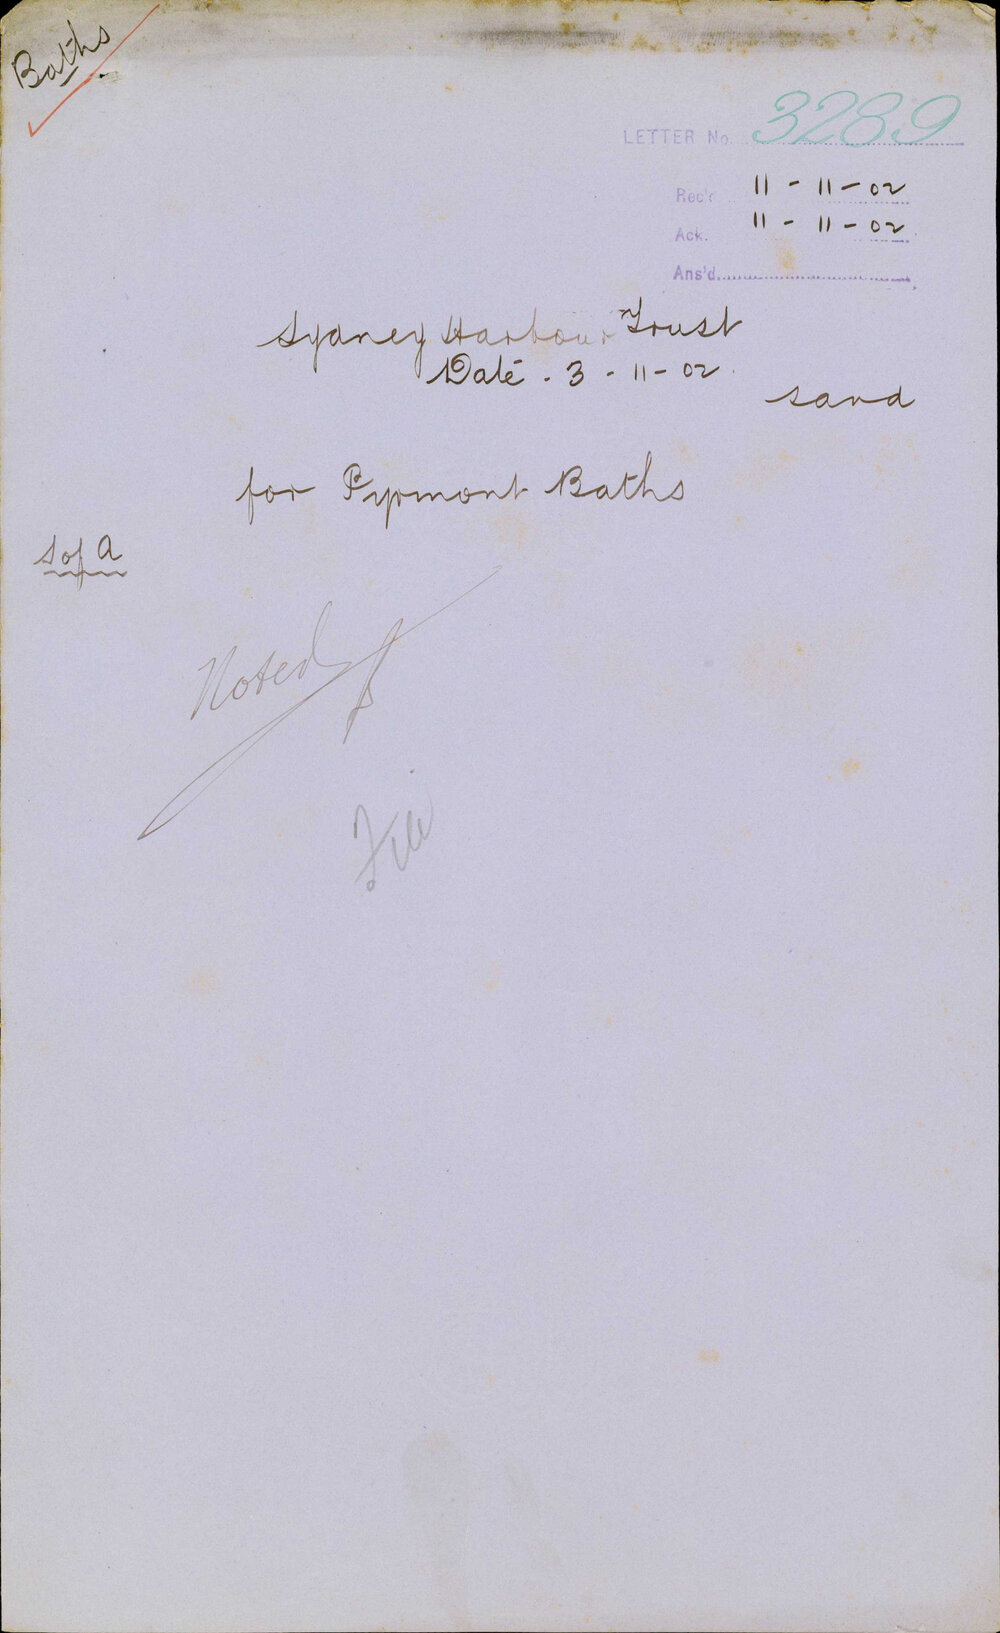 Baths
LETTER No. 3289
Rec'd 11-11-02
Ack. 11-11-02
Ans'd
Sydney Harbour Trust
Date . 3 - 11 - 02.
Sand
for Pyrmont Baths
S of A
Noted
File